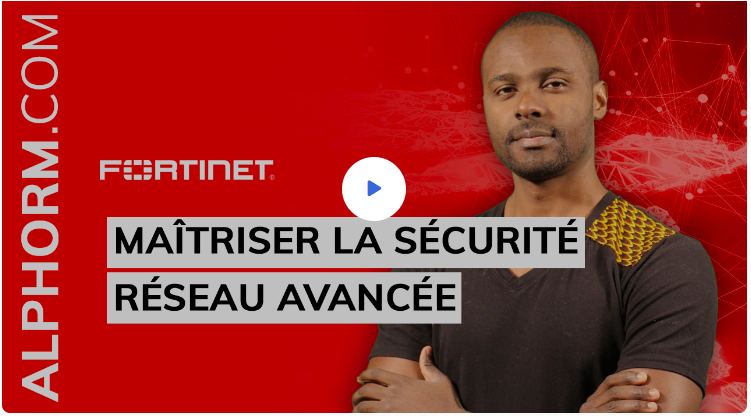 ALPHORM.COM
FORTINET®
MAÎTRISER LA SÉCURITÉ
RÉSEAU AVANCÉE